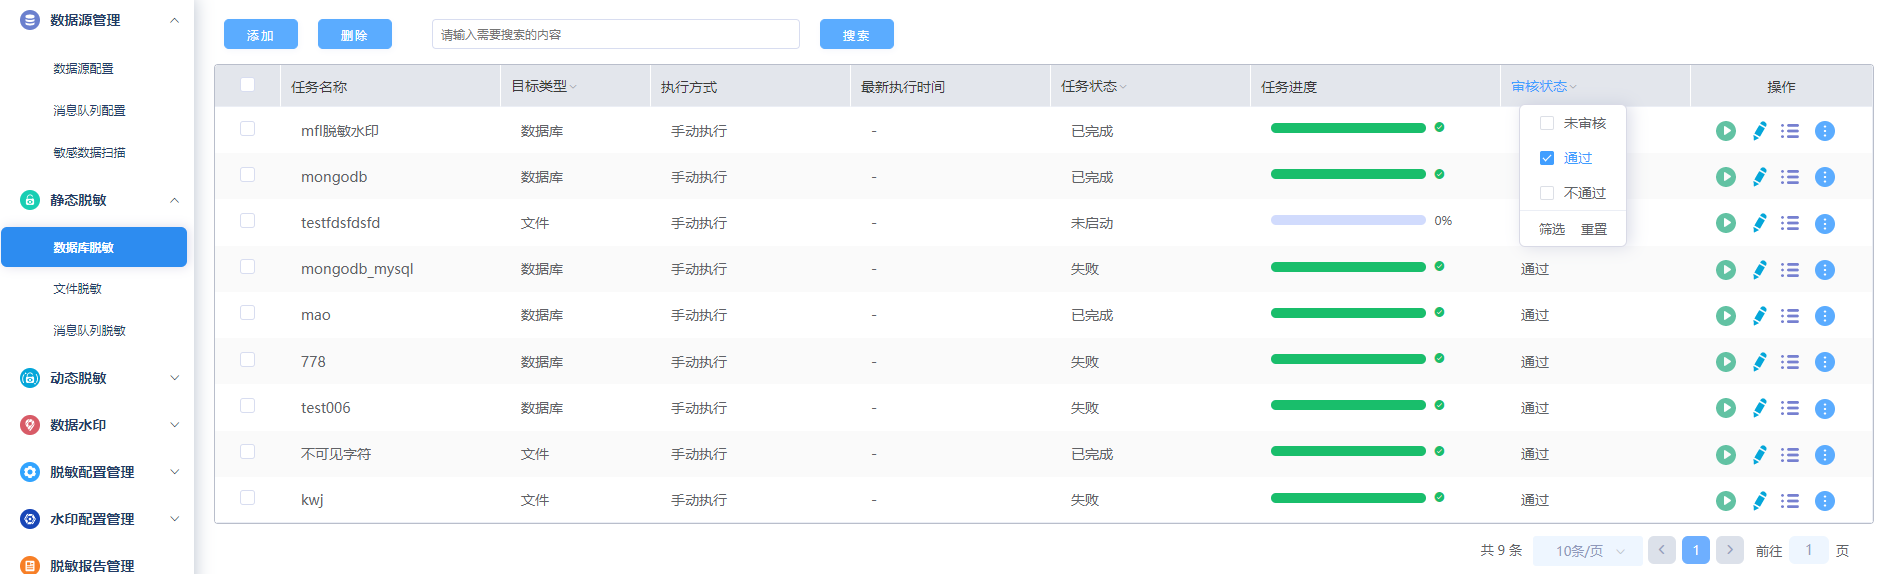 数据源管理
数据源配置
消息队列配置
敏感数据扫描
静态脱敏
数据库脱敏
文件脱敏
消息队列脱敏
动态脱敏
数据水印
脱敏配置管理
水印配置管理
脱敏报告管理
添加 删除 请输入需要搜索的内容 搜索
任务名称 目标类型 执行方式 最新执行时间 任务状态 任务进度 审核状态 操作
mfl脱敏水印 数据库 手动执行 - 已完成
mongodb 数据库 手动执行 - 已完成
testfdsfdsfd 文件 手动执行 - 未启动 0%
mongodb_mysql 数据库 手动执行 - 失败 通过
mao 数据库 手动执行 - 已完成 通过
778 数据库 手动执行 - 失败 通过
test006 数据库 手动执行 - 失败 通过
不可见字符 文件 手动执行 - 已完成 通过
kwj 文件 手动执行 - 失败 通过
未审核
通过
不通过
筛选 重置
共 9 条 10条/页 1 前往 1 页